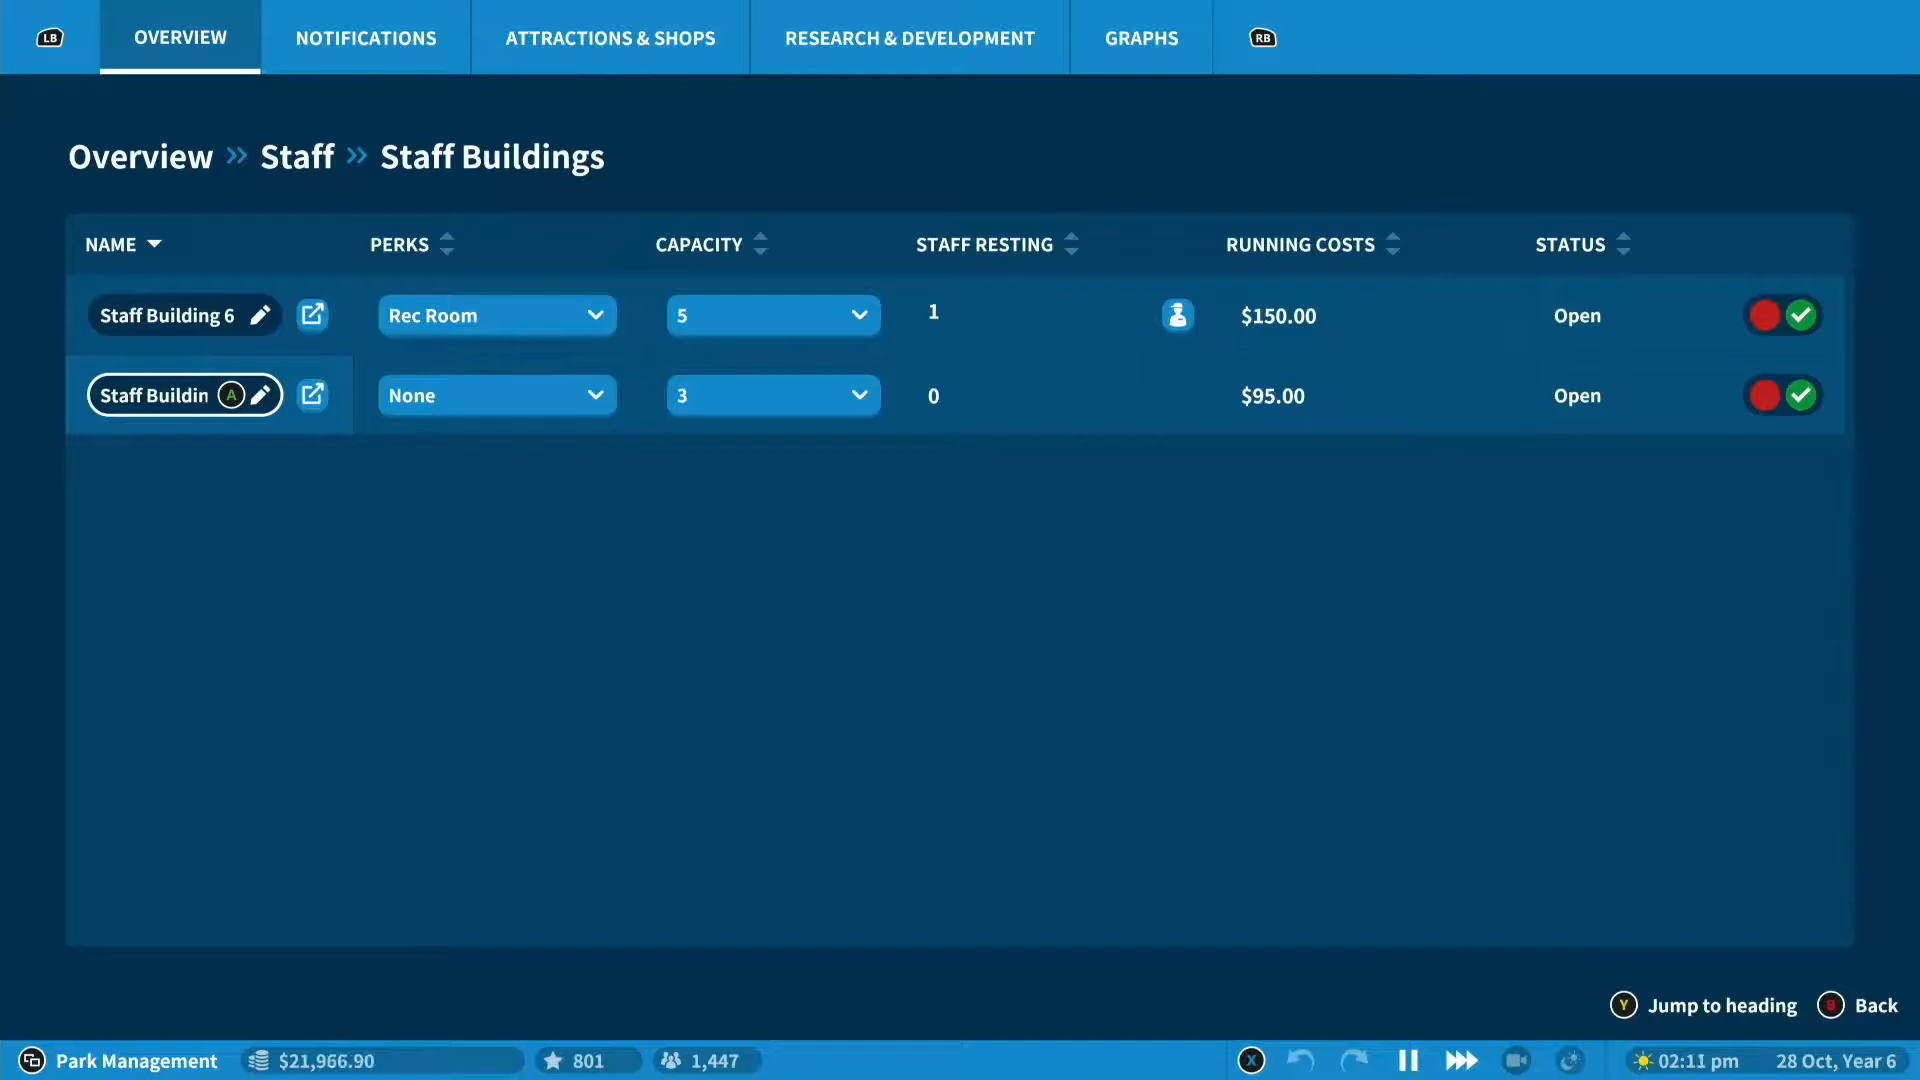 LB OVERVIEW NOTIFICATIONS ATTRACTIONS & SHOPS RESEARCH & DEVELOPMENT GRAPHS RB
Overview » Staff » Staff Buildings
NAME PERKS CAPACITY STAFF RESTING RUNNING COSTS STATUS
Staff Building 6 Rec Room 5 1 $150.00 Open
Staff Buildin A None 3 0 $95.00 Open
Y Jump to heading B Back
Park Management $21,966.90 801 1,447 X 02:11 pm 28 Oct, Year 6